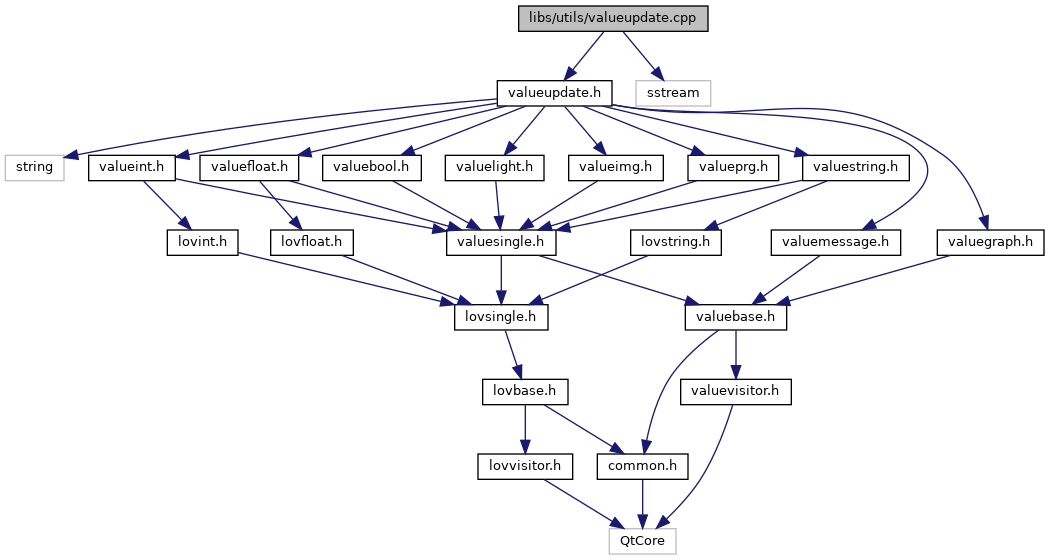 libs/utils/valueupdate.cpp
valueupdate.h
sstream
string
valueint.h
valuefloat.h
valuebool.h
valuelight.h
valueimg.h
valueprg.h
valuestring.h
lovint.h
lovfloat.h
valuesingle.h
lovstring.h
valuemessage.h
valuegraph.h
lovsingle.h
valuebase.h
lovbase.h
valuevisitor.h
lovvisitor.h
common.h
QtCore